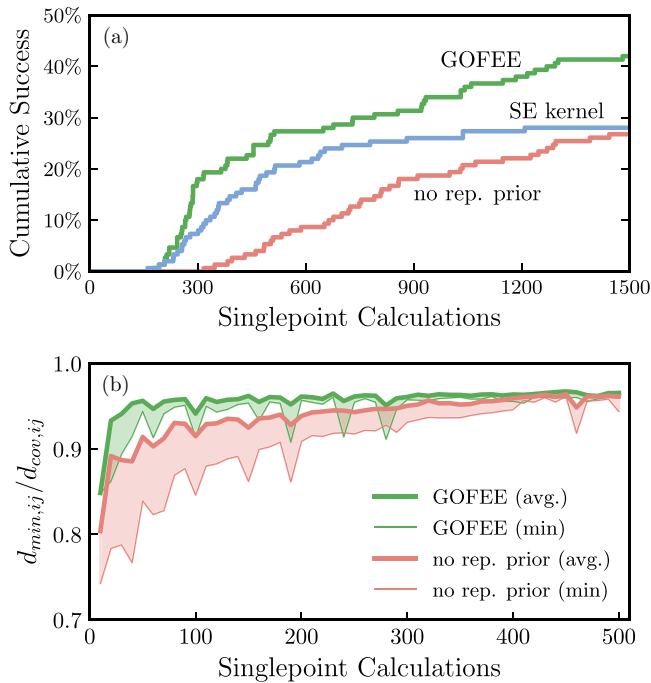 50%
(a)
40%
GOFEE
30%
SE kernel
20%
no rep. prior
10%
0%
Cumulative Success
0 300 600 900 1200 1500
Singlepoint Calculations
1.0
(b)
0.9
0.8
0.7
d_{min,ij}/d_{cov,ij}
GOFEE (avg.)
GOFEE (min)
no rep. prior (avg.)
no rep. prior (min)
0 100 200 300 400 500
Singlepoint Calculations